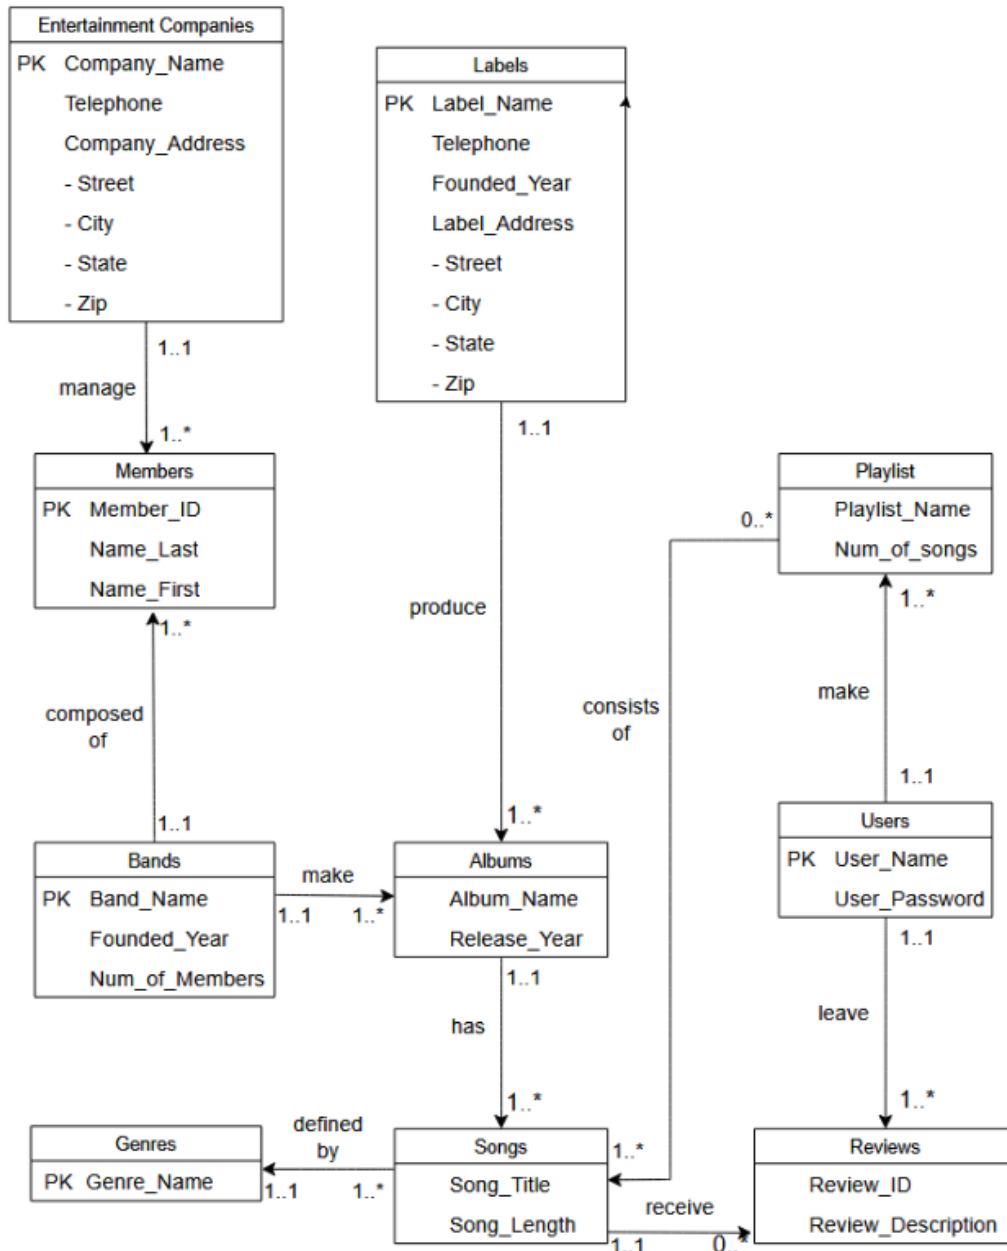 Entertainment Companies
PK Company_Name
Telephone
Company_Address
- Street
- City
- State
- Zip
1..1
manage
1..*
Labels
PK Label_Name
Telephone
Founded_Year
Label_Address
- Street
- City
- State
- Zip
1..1
produce
1..*
Members
PK Member_ID
Name_Last
Name_First
1..*
composed
of
1..1
Playlist
Playlist_Name
Num_of_songs
0..*
consists
of
1..*
1..*
make
1..1
Users
PK User_Name
User_Password
1..1
leave
1..*
Bands
PK Band_Name
Founded_Year
Num_of_Members
make
1..1 1..*
Albums
Album_Name
Release_Year
1..1
has
1..*
Genres
PK Genre_Name
defined
by
1..1 1..*
Songs
Song_Title
Song_Length
receive
1..1 0..*
Reviews
Review_ID
Review_Description